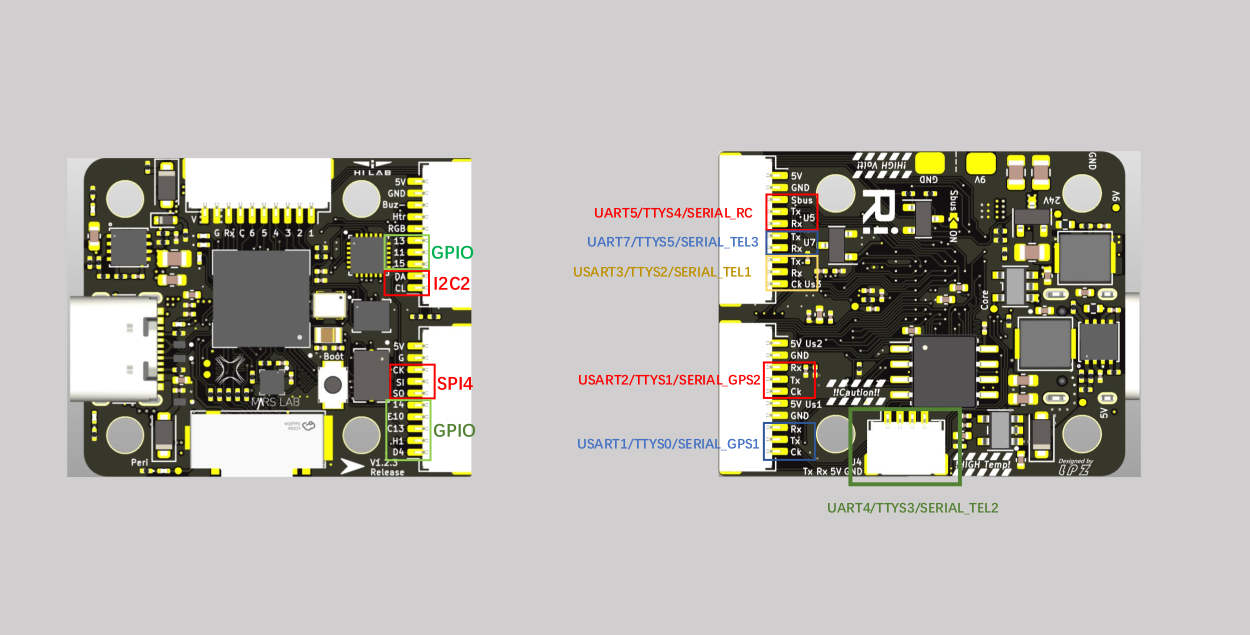 HI LAB
5V
GND
Buz-
Htr
RGB
13
11
15
GPIO
DA
CL
I2C2
V G Rx C 6 5 4 3 2 1
5V
G
CK
SI
SO
SPI4
14
E10
C13
H1
D4
GPIO
Boot
MRS LAB
Peri
V1.2.3
Release
!HIGH Volt!
GND
9V
GND
5V
GND
Sbus
Tx
Rx
U5
UART5/TTYS4/SERIAL_RC
Tx
Rx
U7
UART7/TTYS5/SERIAL_TEL3
Tx
Rx
Ck Us3
USART3/TTYS2/SERIAL_TEL1
Sbus
ON
24V
9V
Core
5V Us2
GND
Rx
Tx
Ck
USART2/TTYS1/SERIAL_GPS2
5V Us1
GND
Rx
Tx
Ck
USART1/TTYS0/SERIAL_GPS1
!!Caution!!
5V
J4
Tx Rx 5V GND
!HIGH Temp!
Designed by
UART4/TTYS3/SERIAL_TEL2